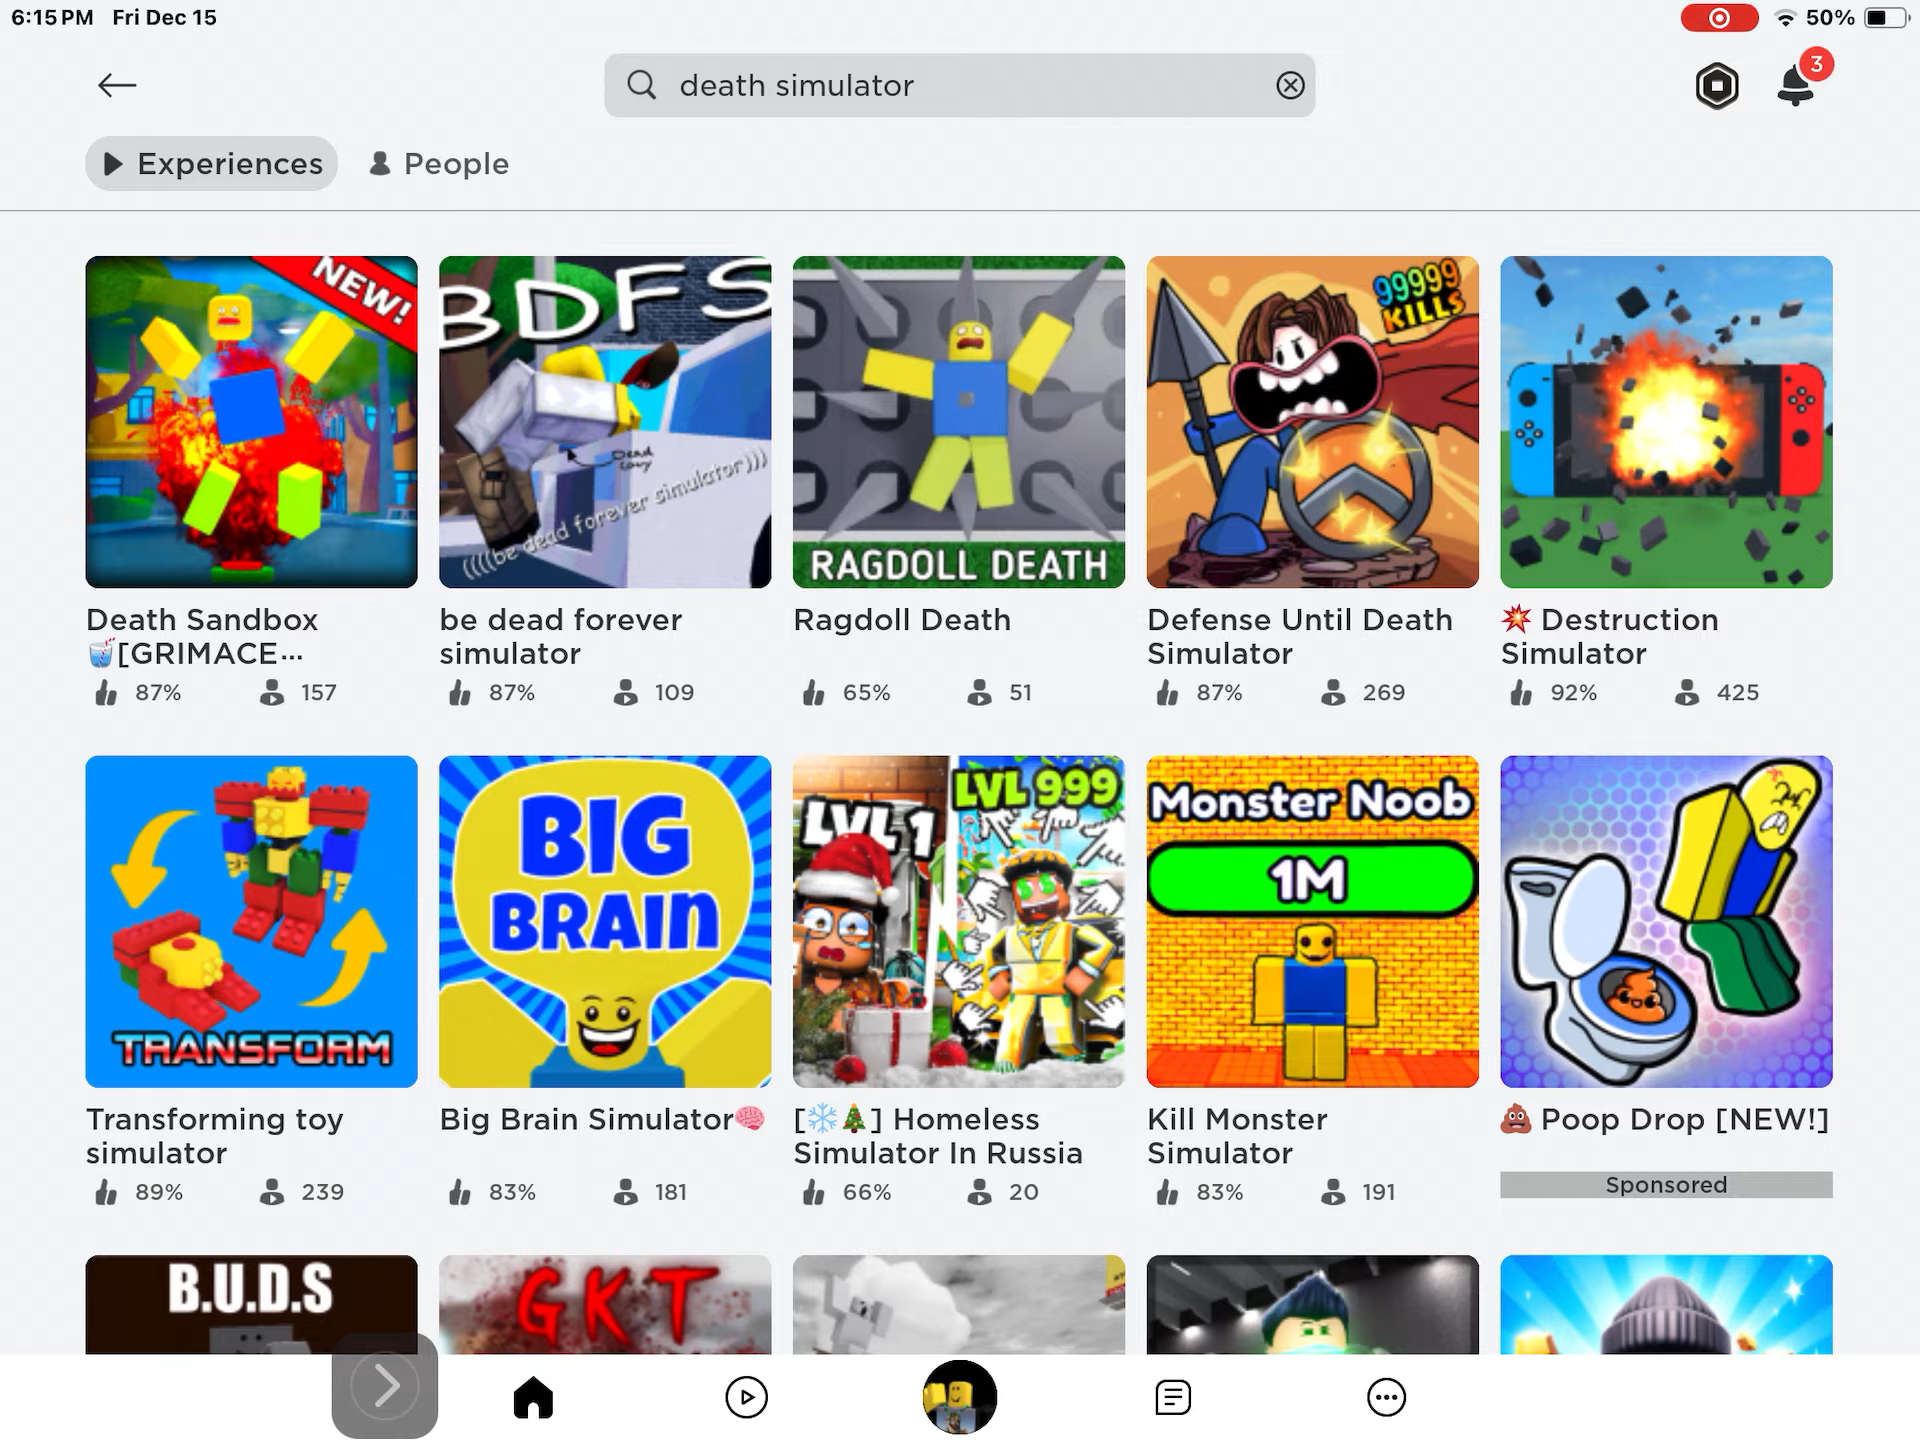 6:15 PM Fri Dec 15
50%
death simulator
3
Experiences
People
NEW!
BDFS
Dead
Guy
((((be dead forever simulator)))
RAGDOLL DEATH
99999
KILLS
Death Sandbox
🥤[GRIMACE...
be dead forever
simulator
Ragdoll Death
Defense Until Death
Simulator
💥 Destruction
Simulator
87% 157
87% 109
65% 51
87% 269
92% 425
TRANSFORM
BIG
BRAIN
LVL 1
LVL 999
Monster Noob
1M
Transforming toy
simulator
Big Brain Simulator🧠
[❄️🎄] Homeless
Simulator In Russia
Kill Monster
Simulator
💩 Poop Drop [NEW!]
89% 239
83% 181
66% 20
83% 191
Sponsored
B.U.D.S
GKT